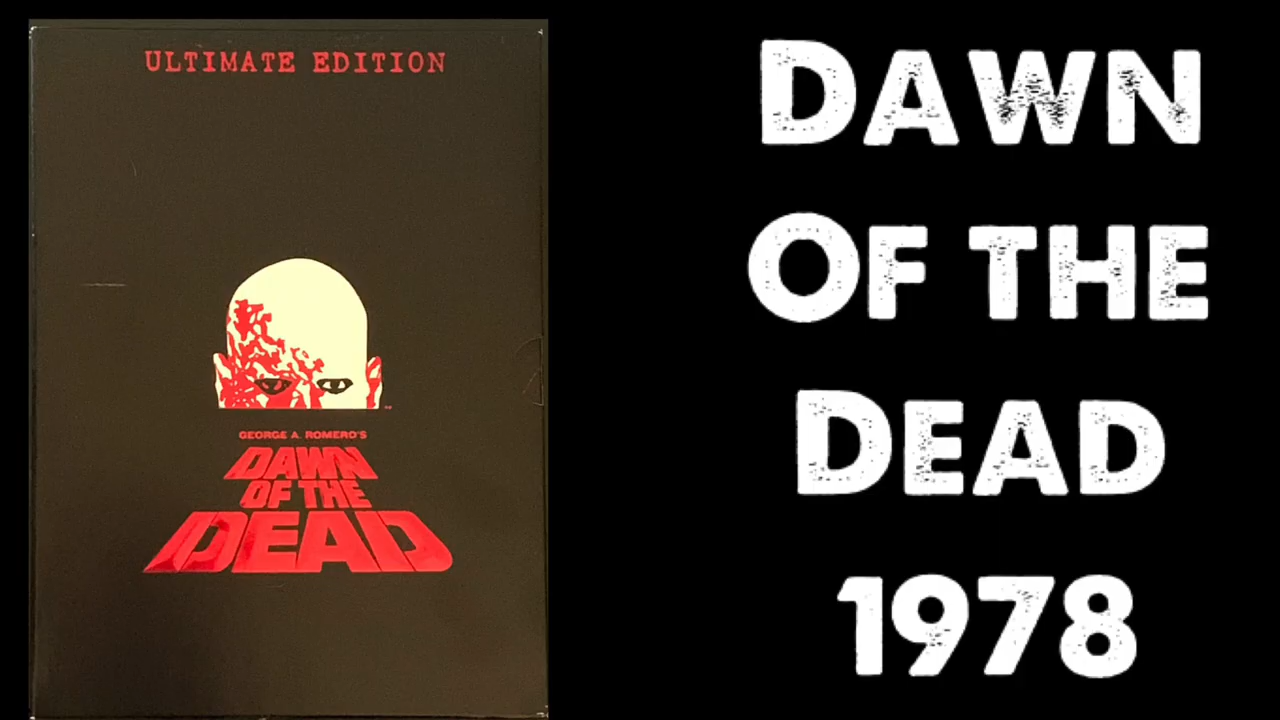 ULTIMATE EDITION
GEORGE A. ROMERO'S
DAWN
OF THE
DEAD
DAWN
OF THE
DEAD
1978